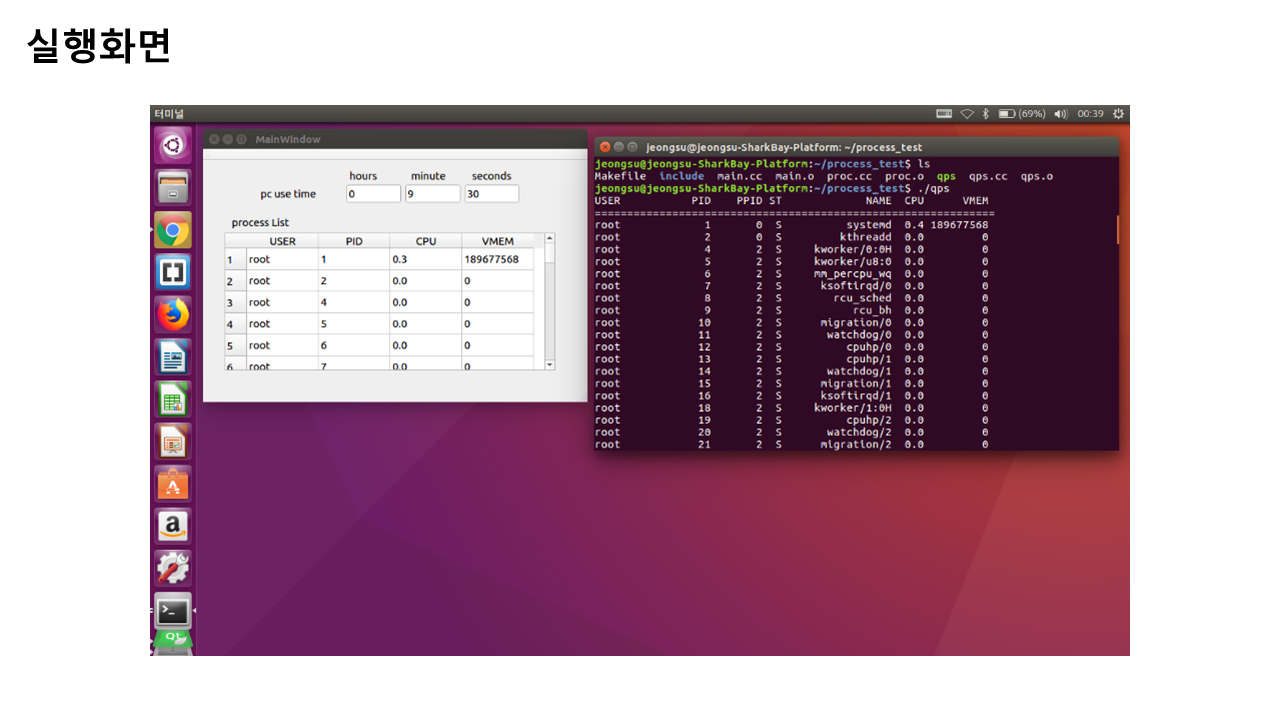 실행화면
터미널 (69%) 00:39
MainWindow
hours minute seconds
pc use time 0 9 30
process List
USER PID CPU VMEM
1 root 1 0.3 189677568
2 root 2 0.0 0
3 root 4 0.0 0
4 root 5 0.0 0
5 root 6 0.0 0
6 root 7 0.0 0
jeongsu@jeongsu-SharkBay-Platform: ~/process_test
jeongsu@jeongsu-SharkBay-Platform:~/process_test$ ls
Makefile include main.cc main.o proc.cc proc.o qps qps.cc qps.o
jeongsu@jeongsu-SharkBay-Platform:~/process_test$ ./qps
USER PID PPID ST NAME CPU VMEM
==============================================================
root 1 0 S systemd 0.4 189677568
root 2 0 S kthreadd 0.0 0
root 4 2 S kworker/0:0H 0.0 0
root 5 2 S kworker/u8:0 0.0 0
root 6 2 S mm_percpu_wq 0.0 0
root 7 2 S ksoftirqd/0 0.0 0
root 8 2 S rcu_sched 0.0 0
root 9 2 S rcu_bh 0.0 0
root 10 2 S migration/0 0.0 0
root 11 2 S watchdog/0 0.0 0
root 12 2 S cpuhp/0 0.0 0
root 13 2 S cpuhp/1 0.0 0
root 14 2 S watchdog/1 0.0 0
root 15 2 S migration/1 0.0 0
root 16 2 S ksoftirqd/1 0.0 0
root 18 2 S kworker/1:0H 0.0 0
root 19 2 S cpuhp/2 0.0 0
root 20 2 S watchdog/2 0.0 0
root 21 2 S migration/2 0.0 0